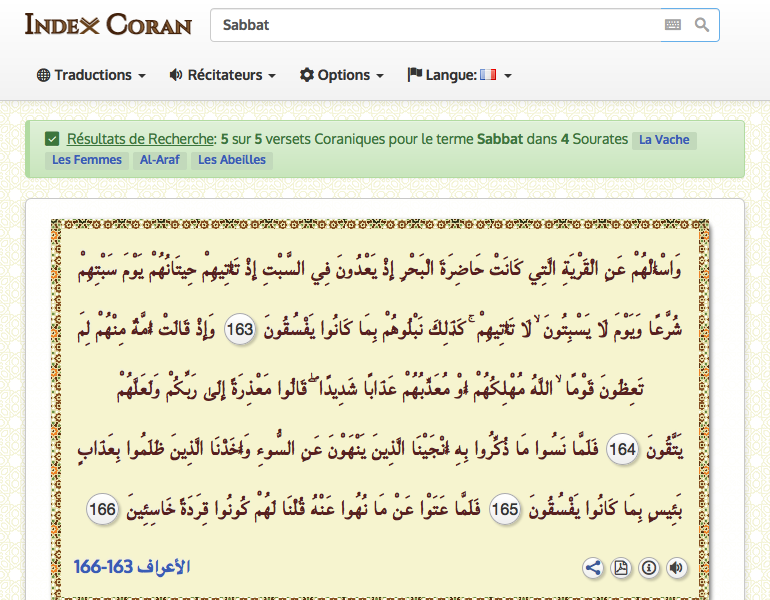 Index Coran
Sabbat
Traductions Récitateurs Options Langue:
Résultats de Recherche: 5 sur 5 versets Coraniques pour le terme Sabbat dans 4 Sourates La Vache
Les Femmes Al-Araf Les Abeilles
وَاسْأَلْهُمْ عَنِ الْقَرْيَةِ الَّتِي كَانَتْ حَاضِرَةَ الْبَحْرِ إِذْ يَعْدُونَ فِي السَّبْتِ إِذْ تَأْتِيهِمْ حِيتَانُهُمْ يَوْمَ سَبْتِهِمْ
شُرَّعًا وَيَوْمَ لَا يَسْبِتُونَ ۙ لَا تَأْتِيهِمْ ۚ كَذَٰلِكَ نَبْلُوهُمْ بِمَا كَانُوا يَفْسُقُونَ 163 وَإِذْ قَالَتْ أُمَّةٌ مِنْهُمْ لِمَ
تَعِظُونَ قَوْمًا ۙ اللَّهُ مُهْلِكُهُمْ أَوْ مُعَذِّبُهُمْ عَذَابًا شَدِيدًا ۖ قَالُوا مَعْذِرَةً إِلَىٰ رَبِّكُمْ وَلَعَلَّهُمْ
يَتَّقُونَ 164 فَلَمَّا نَسُوا مَا ذُكِّرُوا بِهِ أَنْجَيْنَا الَّذِينَ يَنْهَوْنَ عَنِ السُّوءِ وَأَخَذْنَا الَّذِينَ ظَلَمُوا بِعَذَابٍ
بَئِيسٍ بِمَا كَانُوا يَفْسُقُونَ 165 فَلَمَّا عَتَوْا عَنْ مَا نُهُوا عَنْهُ قُلْنَا لَهُمْ كُونُوا قِرَدَةً خَاسِئِينَ 166
الأعراف 163-166